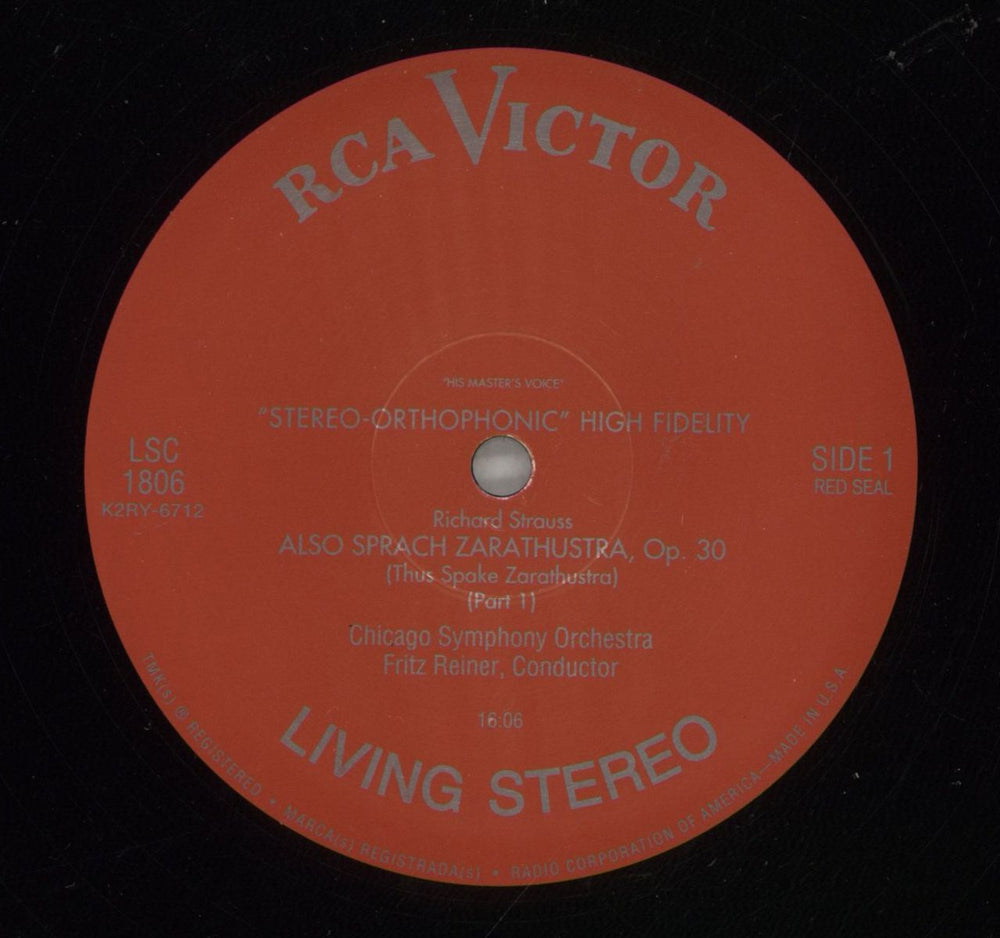 RCA VICTOR
"HIS MASTER'S VOICE"
"STEREO-ORTHOPHONIC" HIGH FIDELITY
LSC
1806
K2RY-6712
SIDE 1
RED SEAL
Richard Strauss
ALSO SPRACH ZARATHUSTRA, Op. 30
(Thus Spake Zarathustra)
(Part 1)
Chicago Symphony Orchestra
Fritz Reiner, Conductor
16:06
LIVING STEREO
TMK(s) ® REGISTERED • MARCA(s) REGISTRADA(s) • RADIO CORPORATION OF AMERICA—MADE IN U.S.A